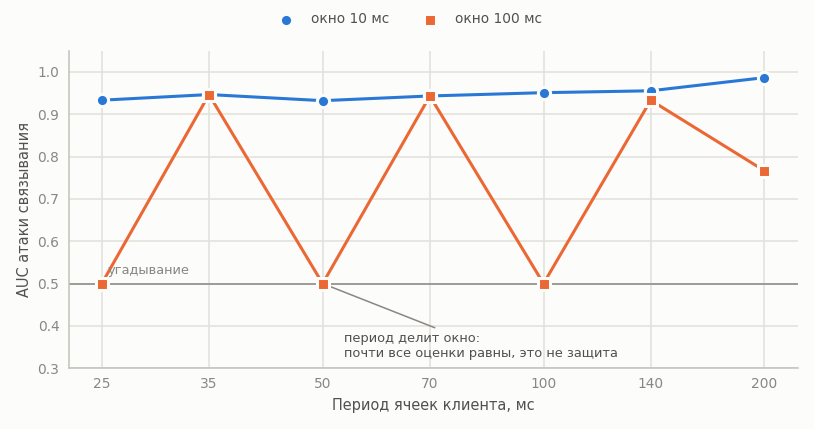 окно 10 мс
окно 100 мс
AUC атаки связывания
1.0
0.9
0.8
0.7
0.6
0.5
0.4
0.3
угадывание
период делит окно:
почти все оценки равны, это не защита
25 35 50 70 100 140 200
Период ячеек клиента, мс